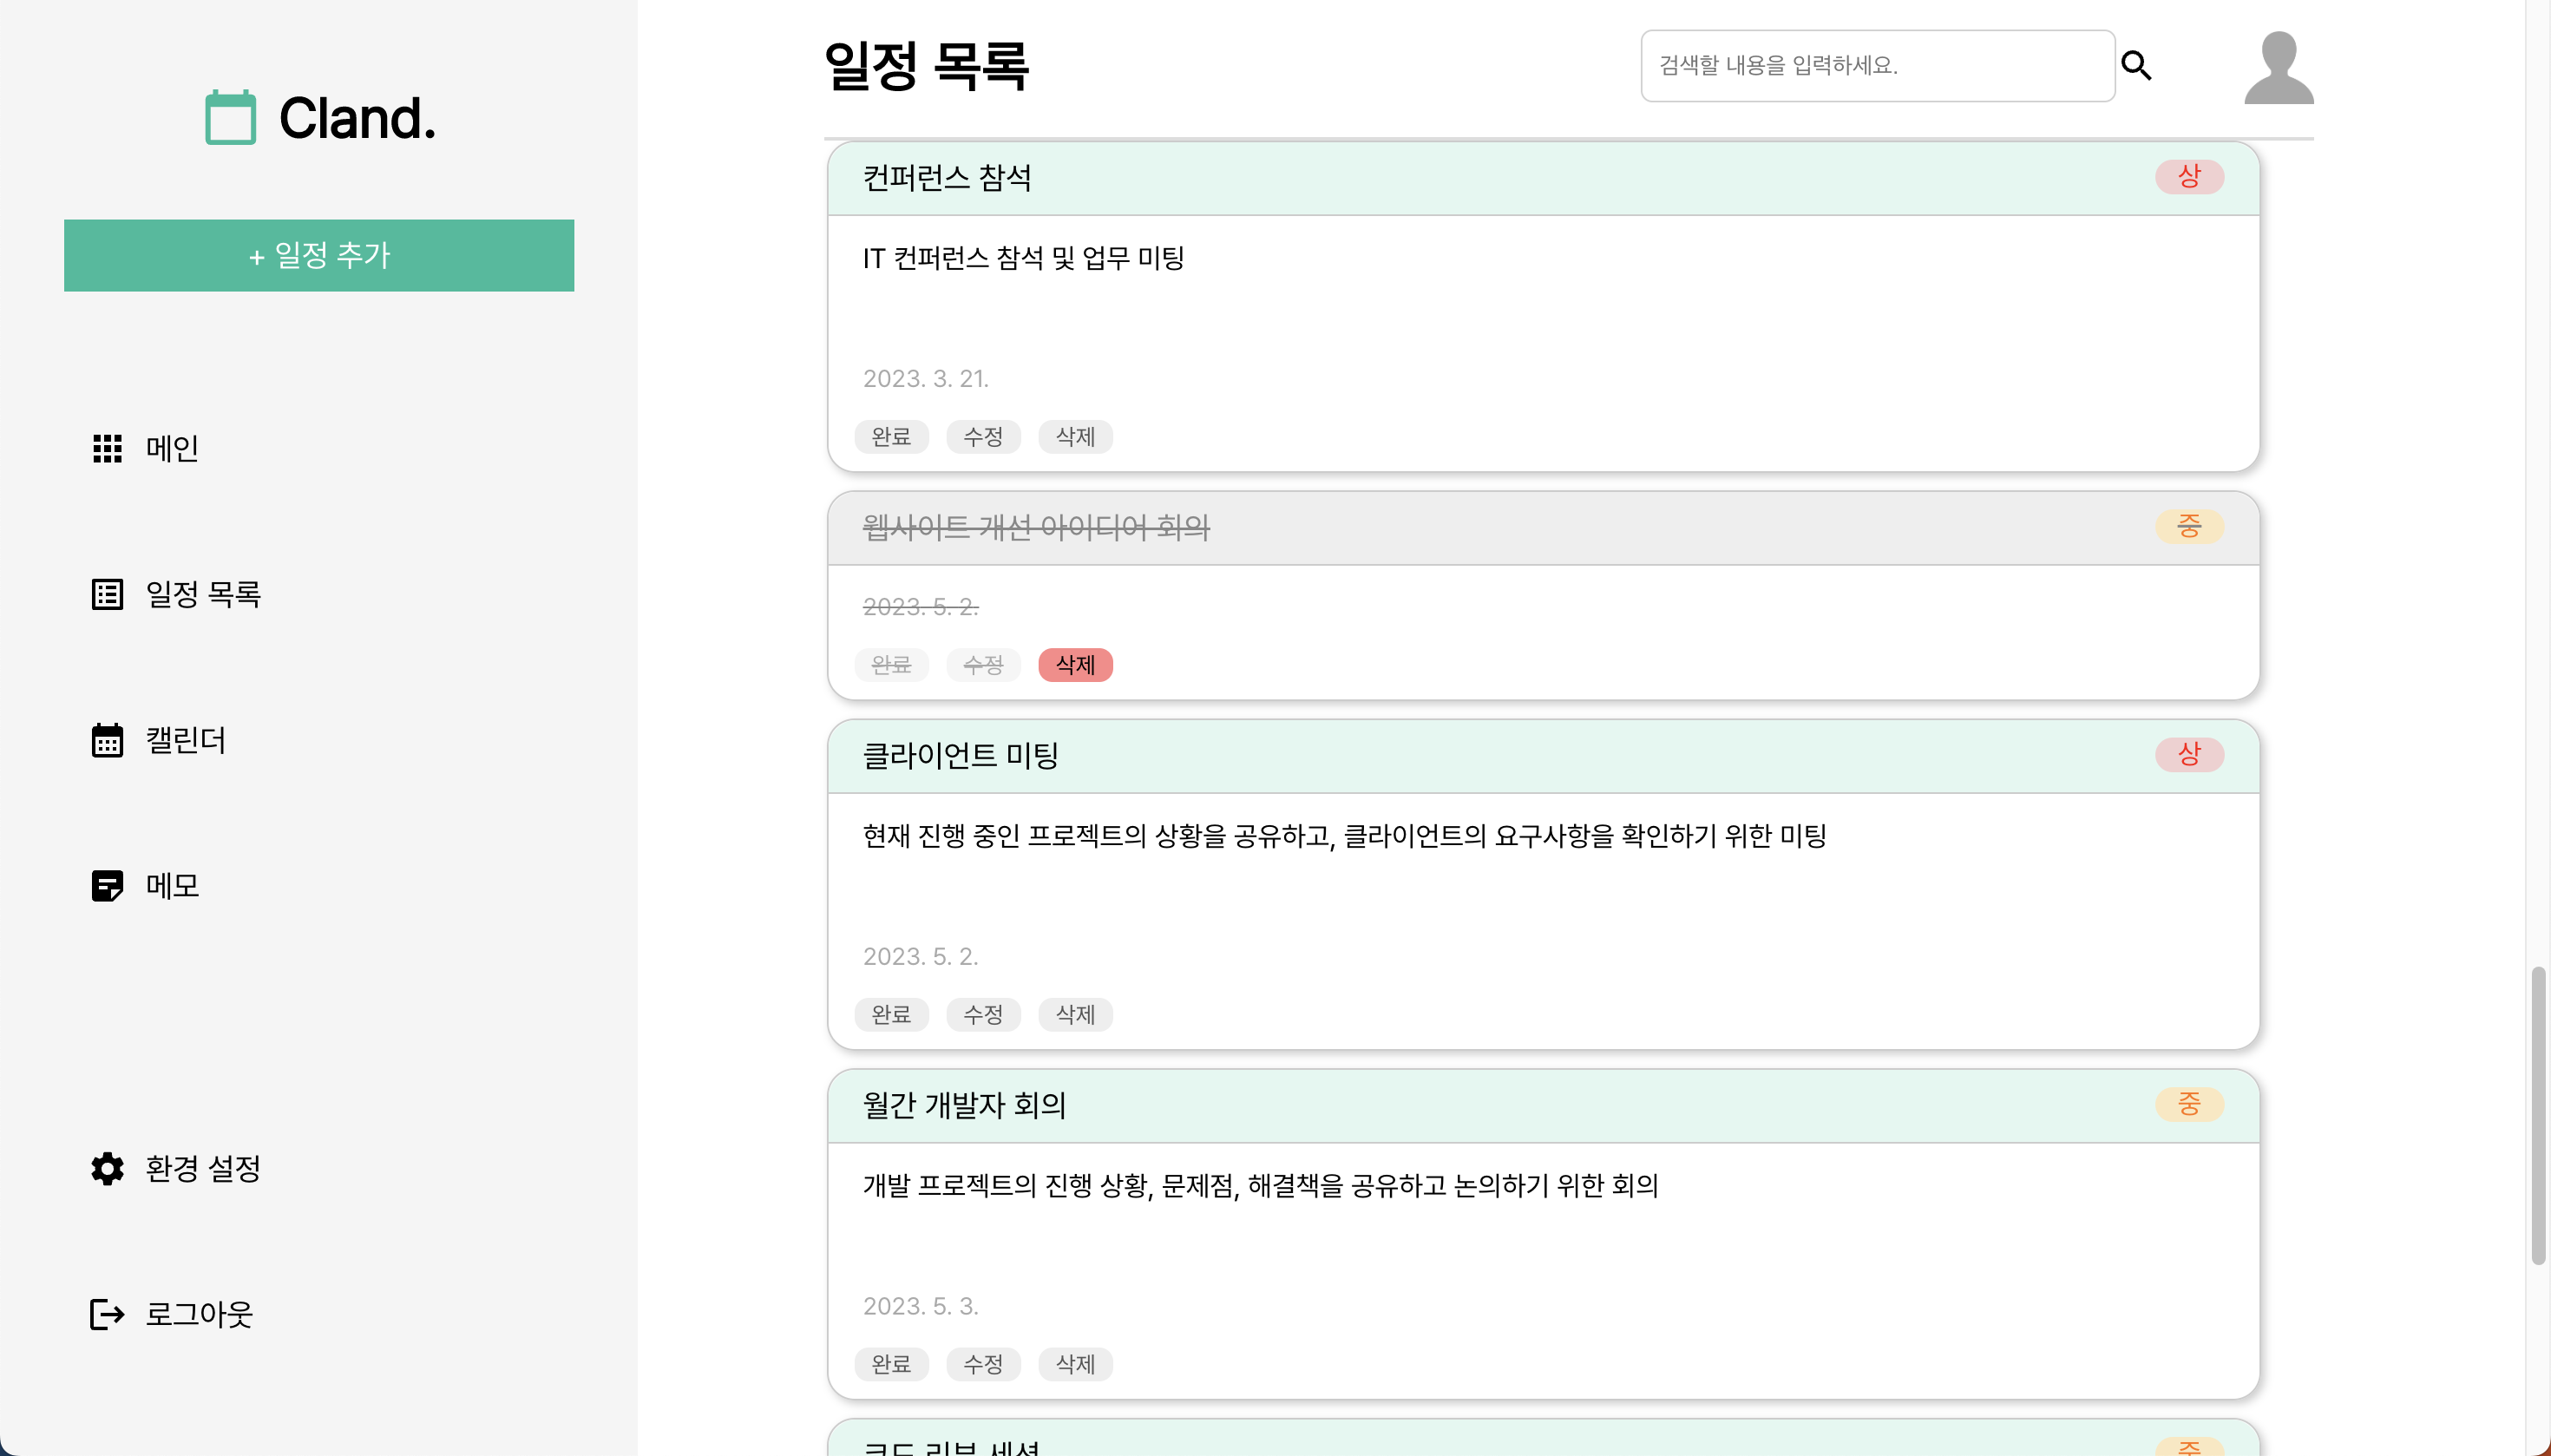 Cland.
+ 일정 추가
메인
일정 목록
캘린더
메모
환경 설정
로그아웃
일정 목록
검색할 내용을 입력하세요.
컨퍼런스 참석
상
IT 컨퍼런스 참석 및 업무 미팅
2023. 3. 21.
완료 수정 삭제
웹사이트 개선 아이디어 회의
중
2023. 5. 2.
완료 수정 삭제
클라이언트 미팅
상
현재 진행 중인 프로젝트의 상황을 공유하고, 클라이언트의 요구사항을 확인하기 위한 미팅
2023. 5. 2.
완료 수정 삭제
월간 개발자 회의
중
개발 프로젝트의 진행 상황, 문제점, 해결책을 공유하고 논의하기 위한 회의
2023. 5. 3.
완료 수정 삭제
코드 리뷰 세션
중